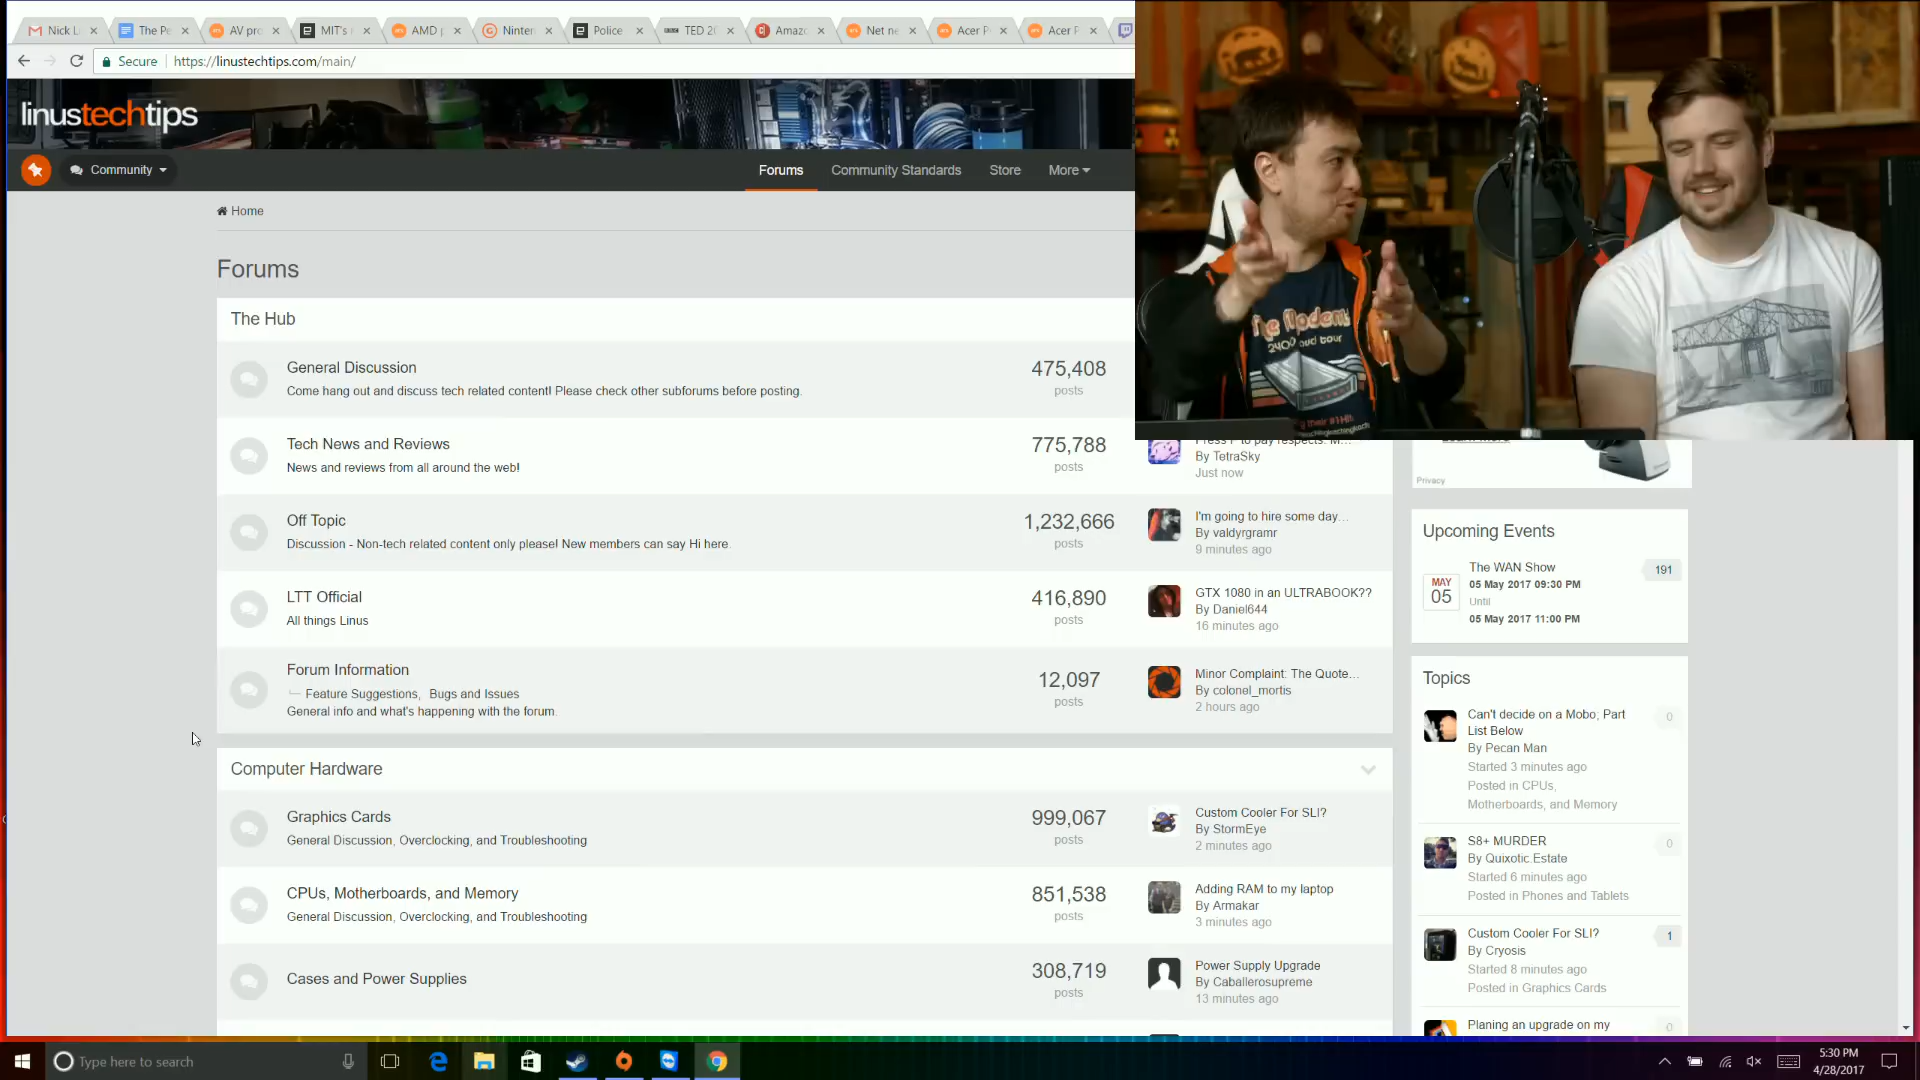 Nick L
The Pe
AV pro
MIT's
AMD p
Ninten
Police
TED 20
Amazo
Net ne
Acer P
Acer P
Secure
https://linustechtips.com/main/
linustechtips
Community
Forums
Community Standards
Store
More
Home
Forums
The Hub
General Discussion
Come hang out and discuss tech related content! Please check other subforums before posting.
475,408
posts
Tech News and Reviews
News and reviews from all around the web!
775,788
posts
Press F to pay respects. M...
By TetraSky
Just now
Off Topic
Discussion - Non-tech related content only please! New members can say Hi here.
1,232,666
posts
I'm going to hire some day...
By valdyrgramr
9 minutes ago
LTT Official
All things Linus
416,890
posts
GTX 1080 in an ULTRABOOK??
By Daniel644
16 minutes ago
Forum Information
Feature Suggestions, Bugs and Issues
General info and what's happening with the forum.
12,097
posts
Minor Complaint: The Quote...
By colonel_mortis
2 hours ago
Computer Hardware
Graphics Cards
General Discussion, Overclocking, and Troubleshooting
999,067
posts
Custom Cooler For SLI?
By StormEye
2 minutes ago
CPUs, Motherboards, and Memory
General Discussion, Overclocking, and Troubleshooting
851,538
posts
Adding RAM to my laptop
By Armakar
3 minutes ago
Cases and Power Supplies
308,719
posts
Power Supply Upgrade
By Caballerosupreme
13 minutes ago
The Modems
2400 baud tour
Learn more
Privacy
Upcoming Events
MAY
05
The WAN Show
191
05 May 2017 09:30 PM
Until
05 May 2017 11:00 PM
Topics
Can't decide on a Mobo; Part
List Below
0
By Pecan Man
Started 3 minutes ago
Posted in CPUs,
Motherboards, and Memory
S8+ MURDER
0
By Quixotic.Estate
Started 6 minutes ago
Posted in Phones and Tablets
Custom Cooler For SLI?
1
By Cryosis
Started 8 minutes ago
Posted in Graphics Cards
Planing an upgrade on my
0
Type here to search
5:30 PM
4/28/2017